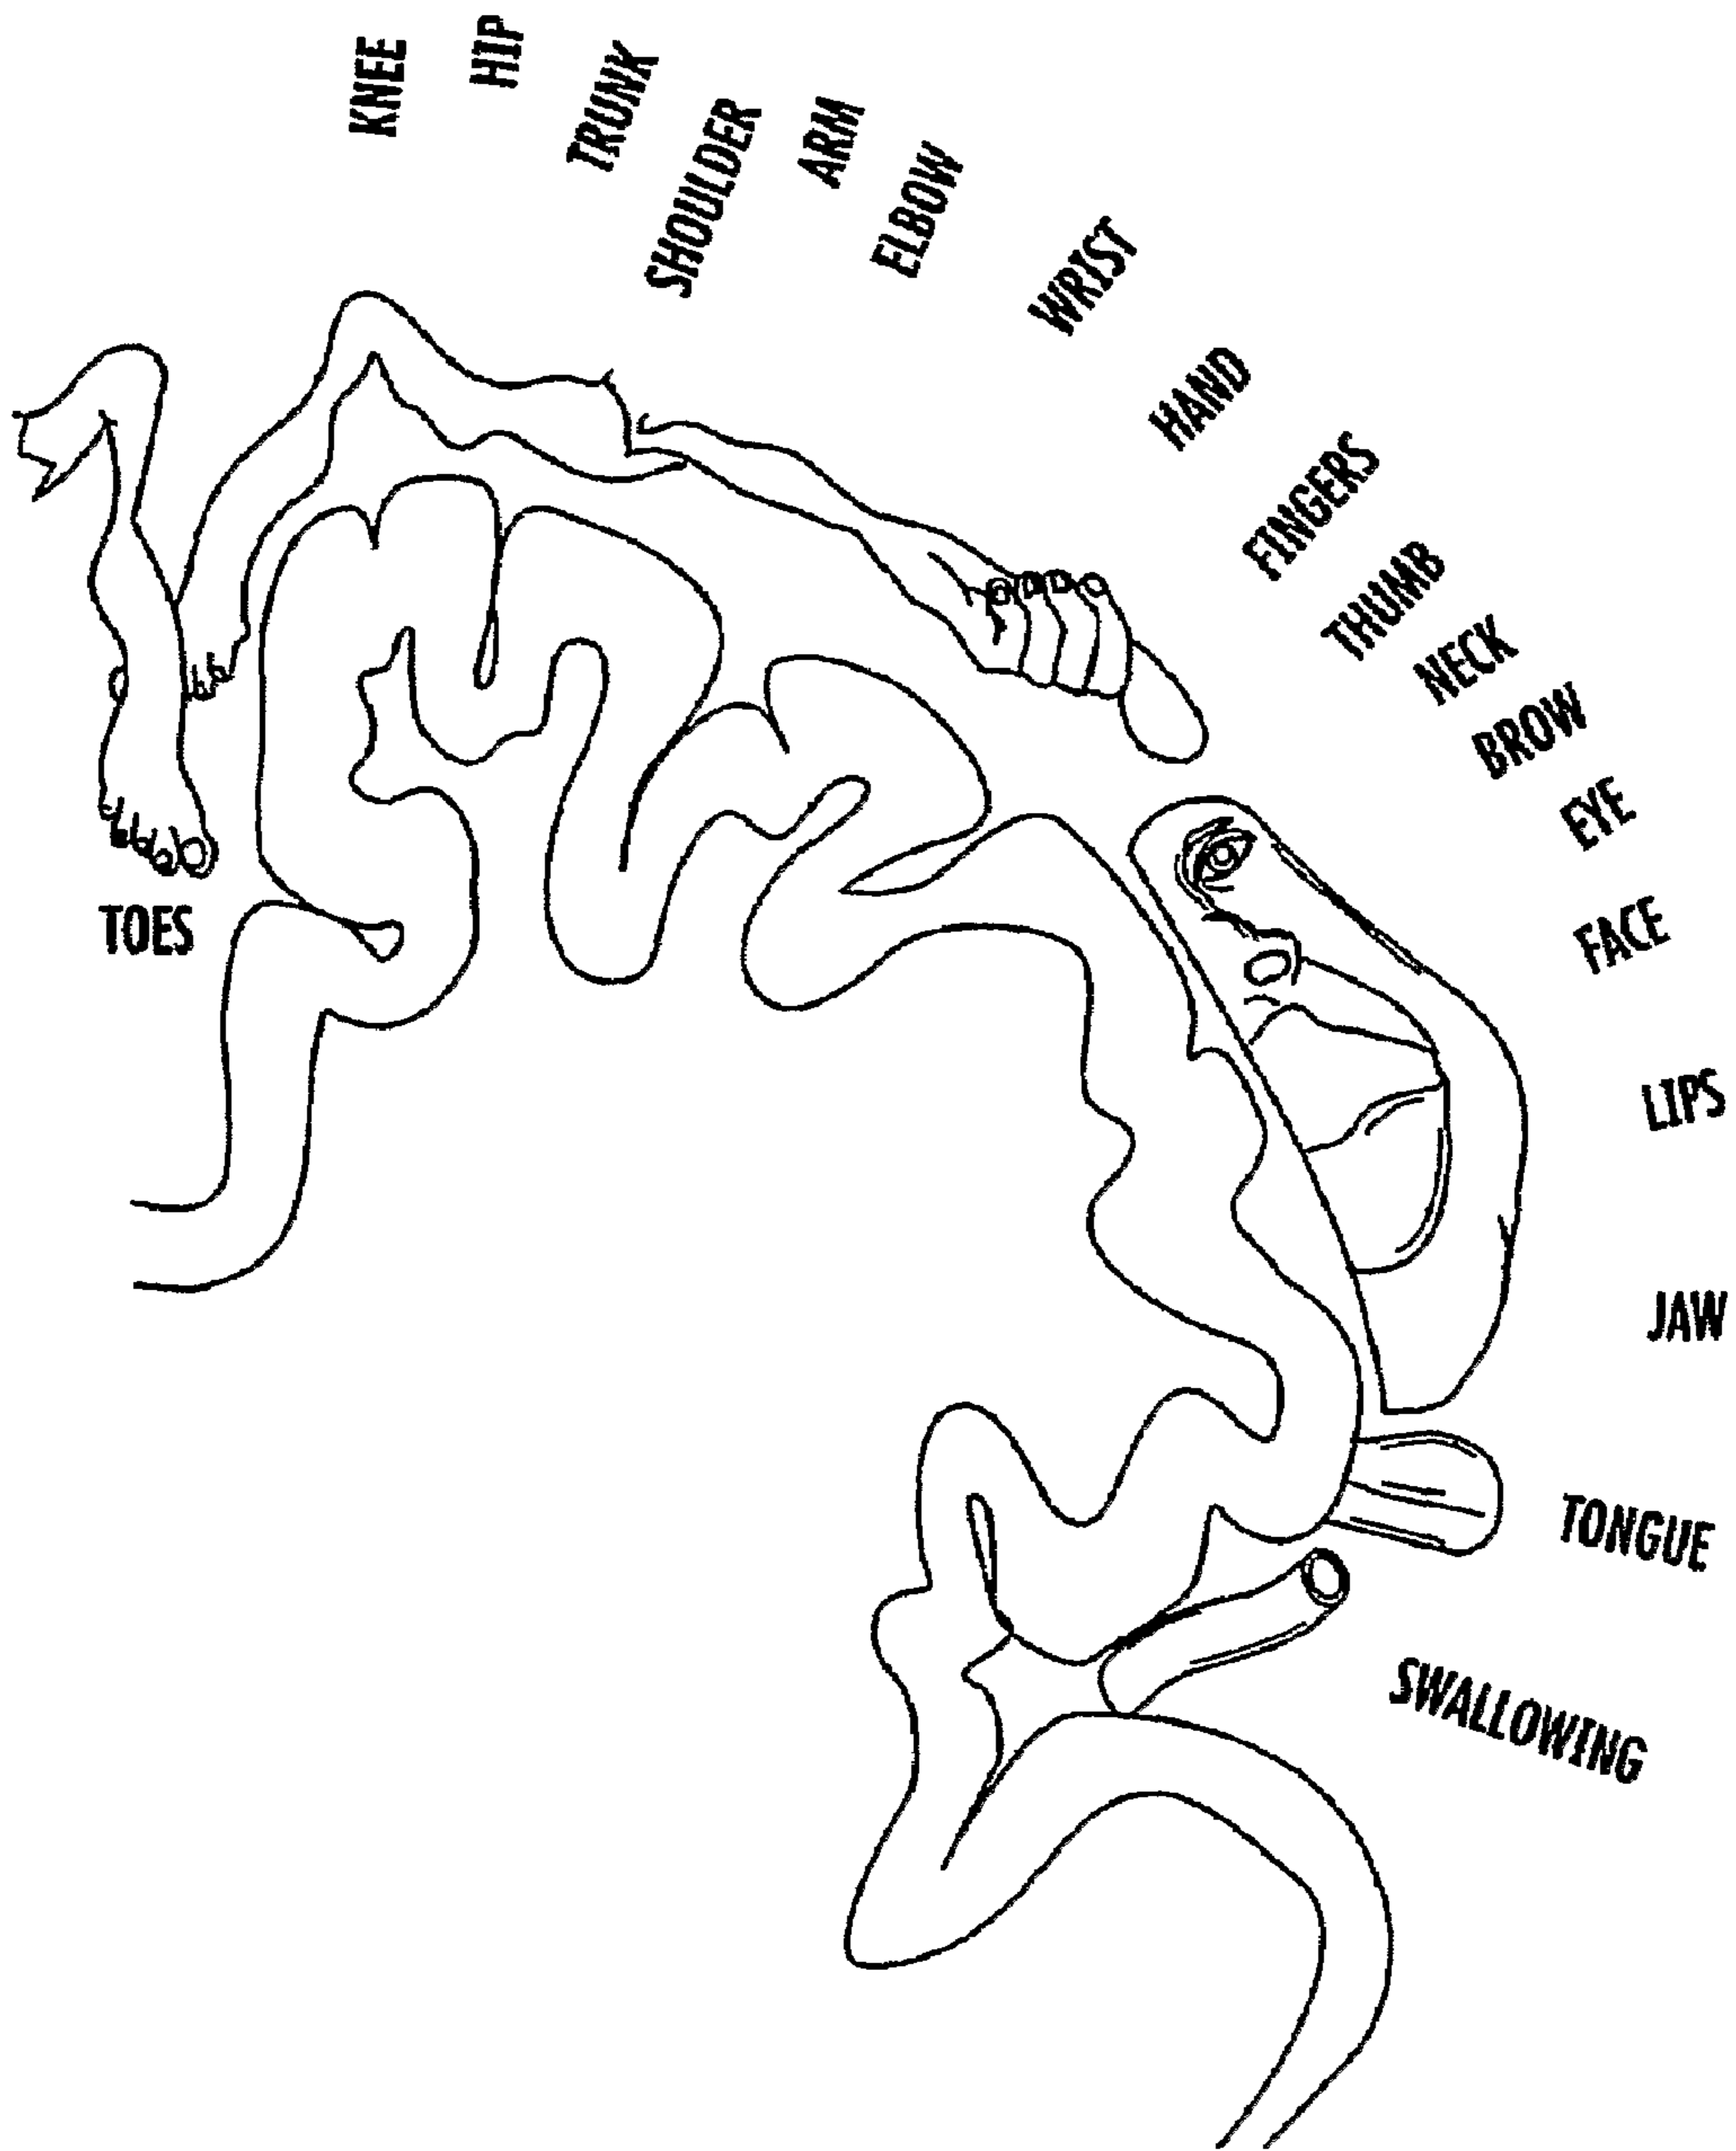 TOES
KNEE
HIP
TRUNK
SHOULDER
ARM
ELBOW
WRIST
HAND
FINGERS
THUMB
NECK
BROW
EYE
FACE
LIPS
JAW
TONGUE
SWALLOWING